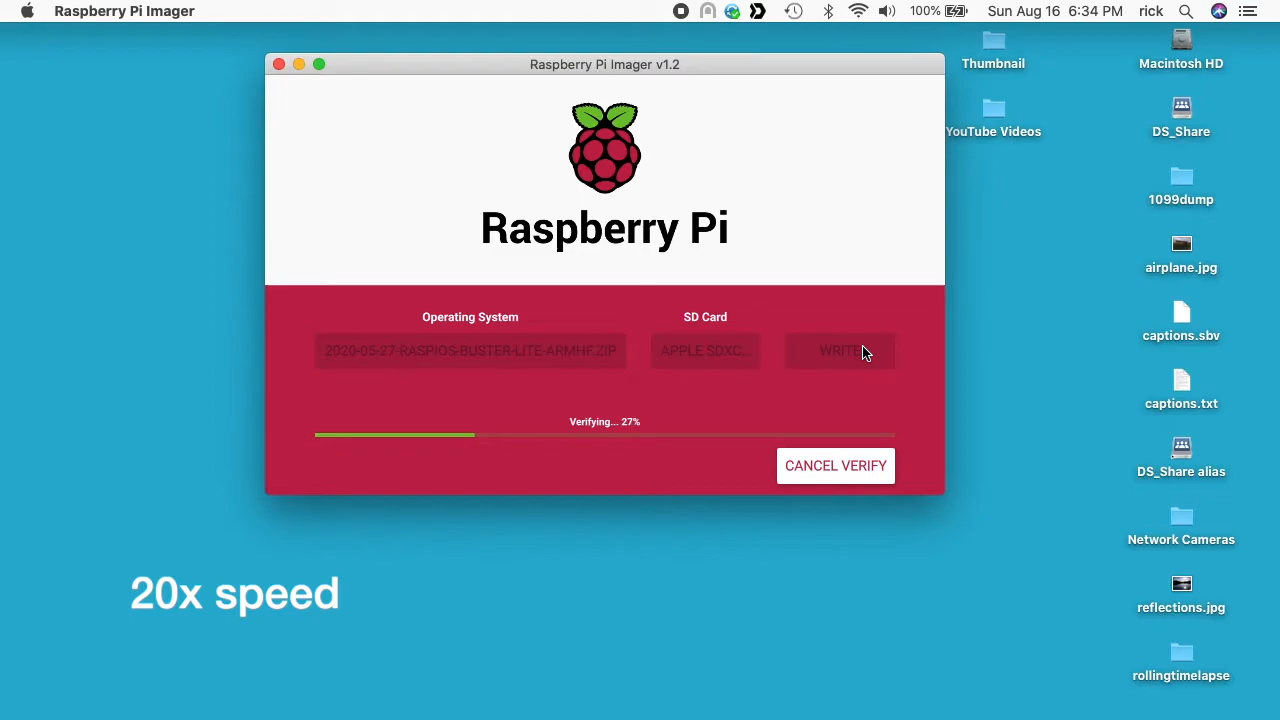 Raspberry Pi Imager
100%
Sun Aug 16 6:34 PM
rick
Raspberry Pi Imager v1.2
Raspberry Pi
Operating System
SD Card
2020-05-27-RASPIOS-BUSTER-LITE-ARMHF.ZIP
APPLE SDXC...
WRITE
Verifying... 27%
CANCEL VERIFY
20x speed
Thumbnail
YouTube Videos
Macintosh HD
DS_Share
1099dump
airplane.jpg
captions.sbv
captions.txt
DS_Share alias
Network Cameras
reflections.jpg
rollingtimelapse